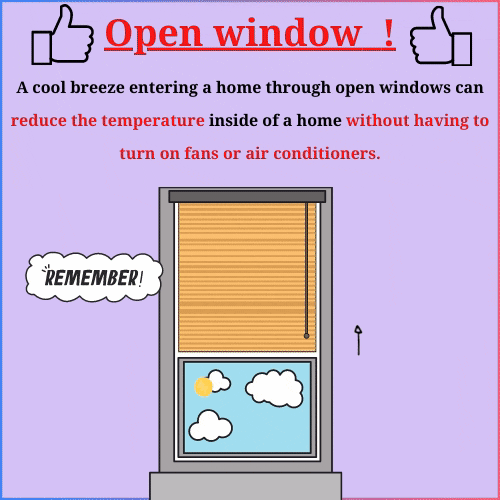 Open window !
A cool breeze entering a home through open windows can
reduce the temperature inside of a home without having to
turn on fans or air conditioners.
REMEMBER!